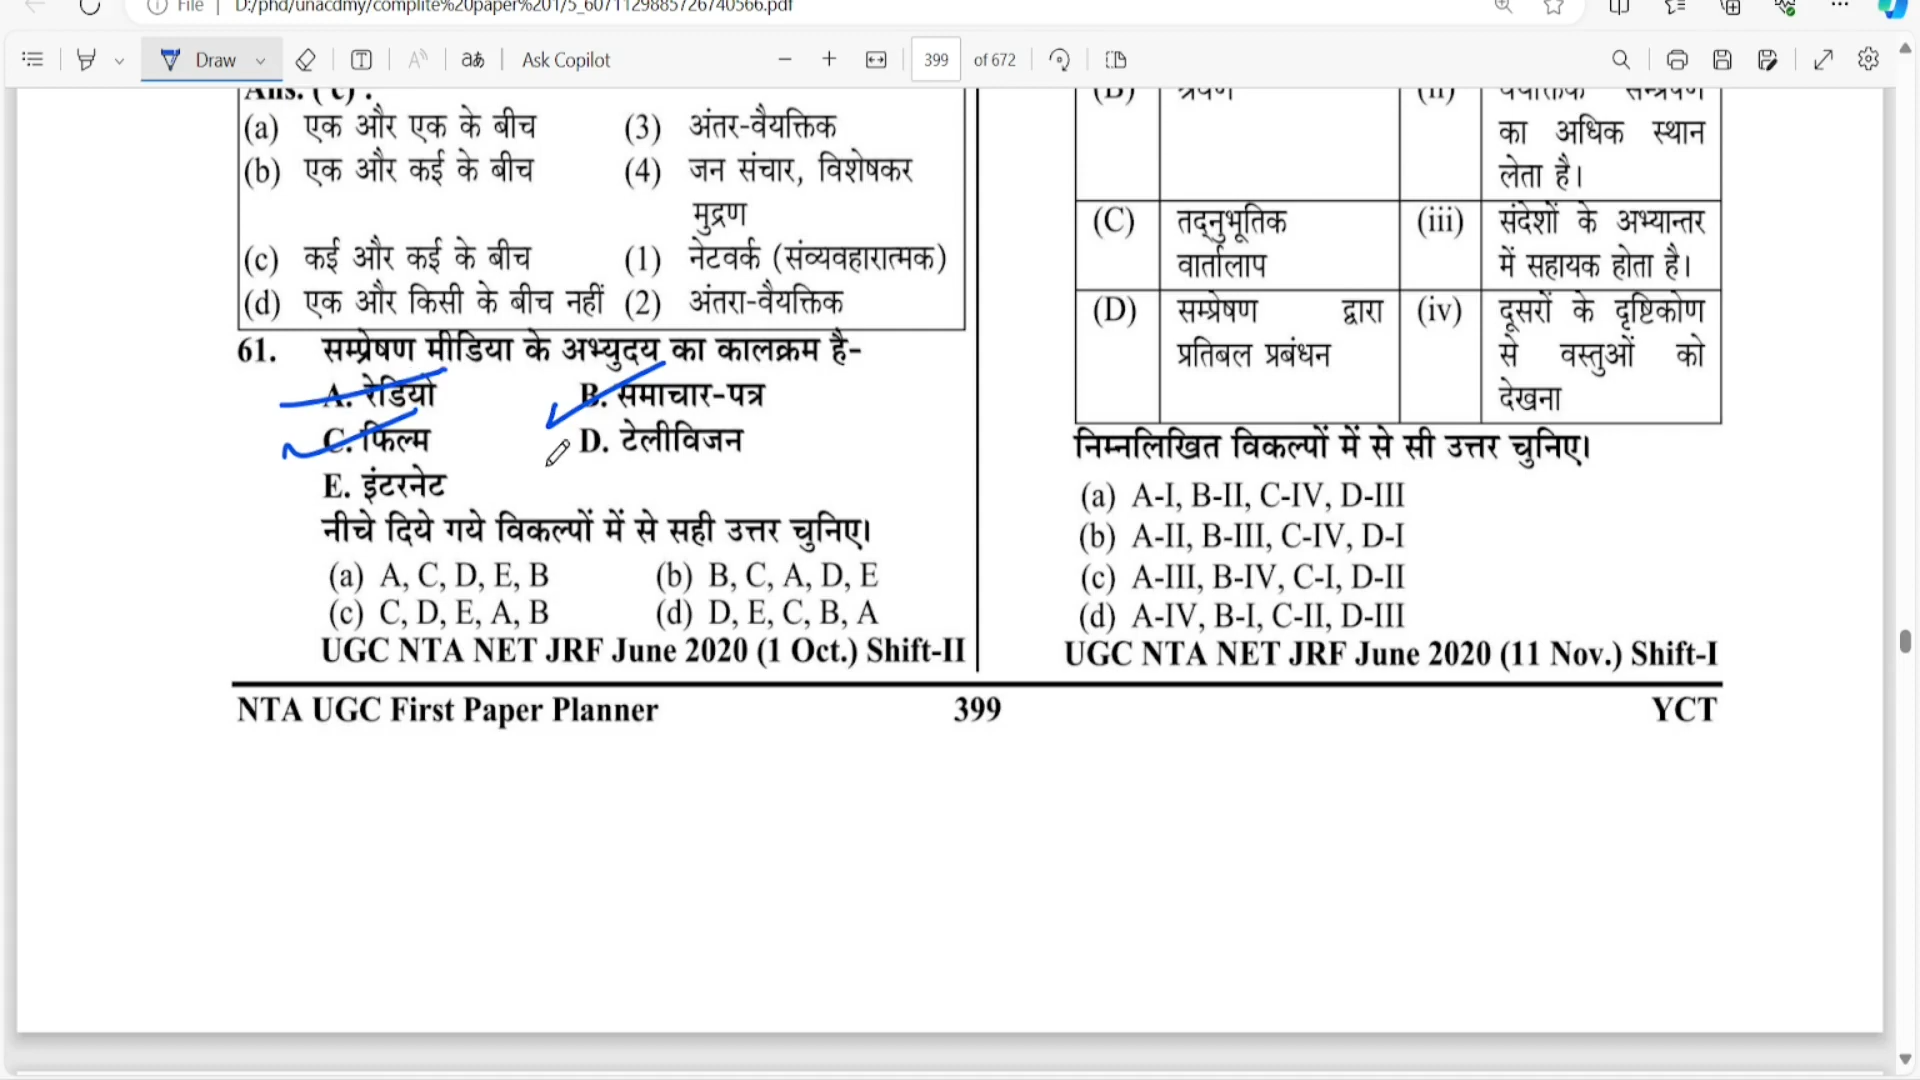 File
D:/phd/unacdmy/complite%20paper%201/5_6071129885726740566.pdf
Draw
Ask Copilot
399 of 672
Ans. (c) :
(a) एक और एक के बीच (3) अंतर-वैयक्तिक
(b) एक और कई के बीच (4) जन संचार, विशेषकर
मुद्रण
(c) कई और कई के बीच (1) नेटवर्क (संव्यवहारात्मक)
(d) एक और किसी के बीच नहीं (2) अंतरा-वैयक्तिक
61. सम्प्रेषण मीडिया के अभ्युदय का कालक्रम है-
A. रेडियो B. समाचार-पत्र
C. फिल्म D. टेलीविजन
E. इंटरनेट
नीचे दिये गये विकल्पों में से सही उत्तर चुनिए।
(a) A, C, D, E, B (b) B, C, A, D, E
(c) C, D, E, A, B (d) D, E, C, B, A
UGC NTA NET JRF June 2020 (1 Oct.) Shift-II
(B) (ii)
का अधिक स्थान
लेता है।
(C) तद्नुभूतिक (iii) संदेशों के अभ्यान्तर
वार्तालाप में सहायक होता है।
(D) सम्प्रेषण द्वारा (iv) दूसरों के दृष्टिकोण
प्रतिबल प्रबंधन से वस्तुओं को
देखना
निम्नलिखित विकल्पों में से सी उत्तर चुनिए।
(a) A-I, B-II, C-IV, D-III
(b) A-II, B-III, C-IV, D-I
(c) A-III, B-IV, C-I, D-II
(d) A-IV, B-I, C-II, D-III
UGC NTA NET JRF June 2020 (11 Nov.) Shift-I
NTA UGC First Paper Planner 399 YCT